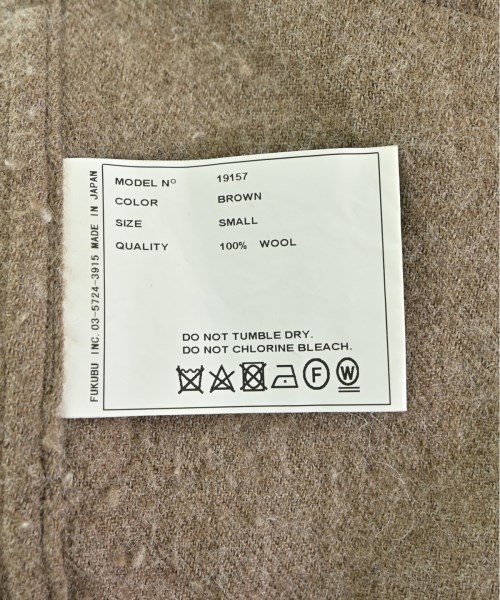 MODEL Nº 19157
COLOR BROWN
SIZE SMALL
QUALITY 100% WOOL
DO NOT TUMBLE DRY.
DO NOT CHLORINE BLEACH.
F W
FUKUBU INC. 03-5724-3915 MADE IN JAPAN